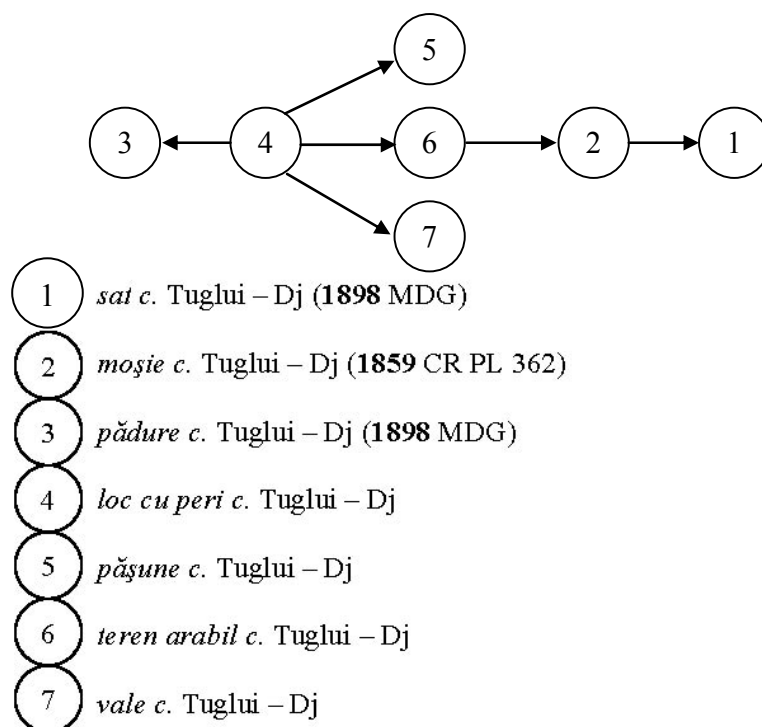 5
3 4 6 2 1
7
1 sat c. Tuglui – Dj (1898 MDG)
2 moşie c. Tuglui – Dj (1859 CR PL 362)
3 pădure c. Tuglui – Dj (1898 MDG)
4 loc cu peri c. Tuglui – Dj
5 păşune c. Tuglui – Dj
6 teren arabil c. Tuglui – Dj
7 vale c. Tuglui – Dj